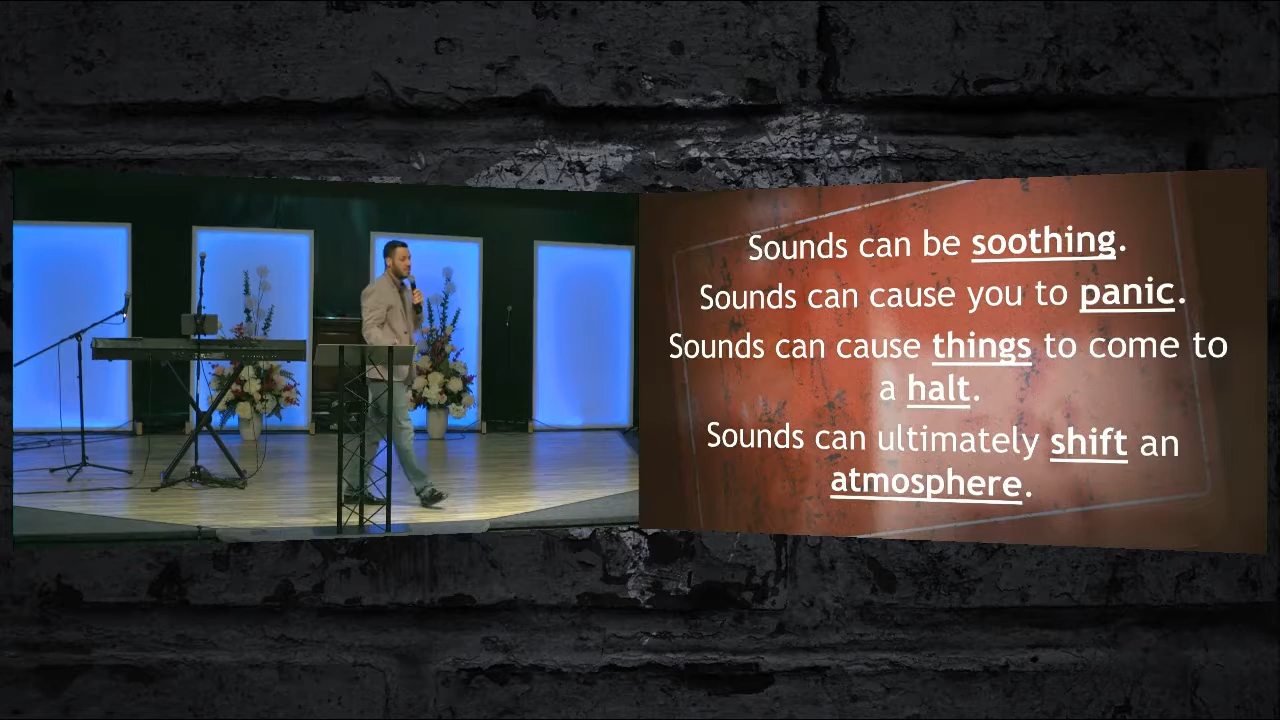 Sounds can be soothing.
Sounds can cause you to panic.
Sounds can cause things to come to
a halt.
Sounds can ultimately shift an
atmosphere.